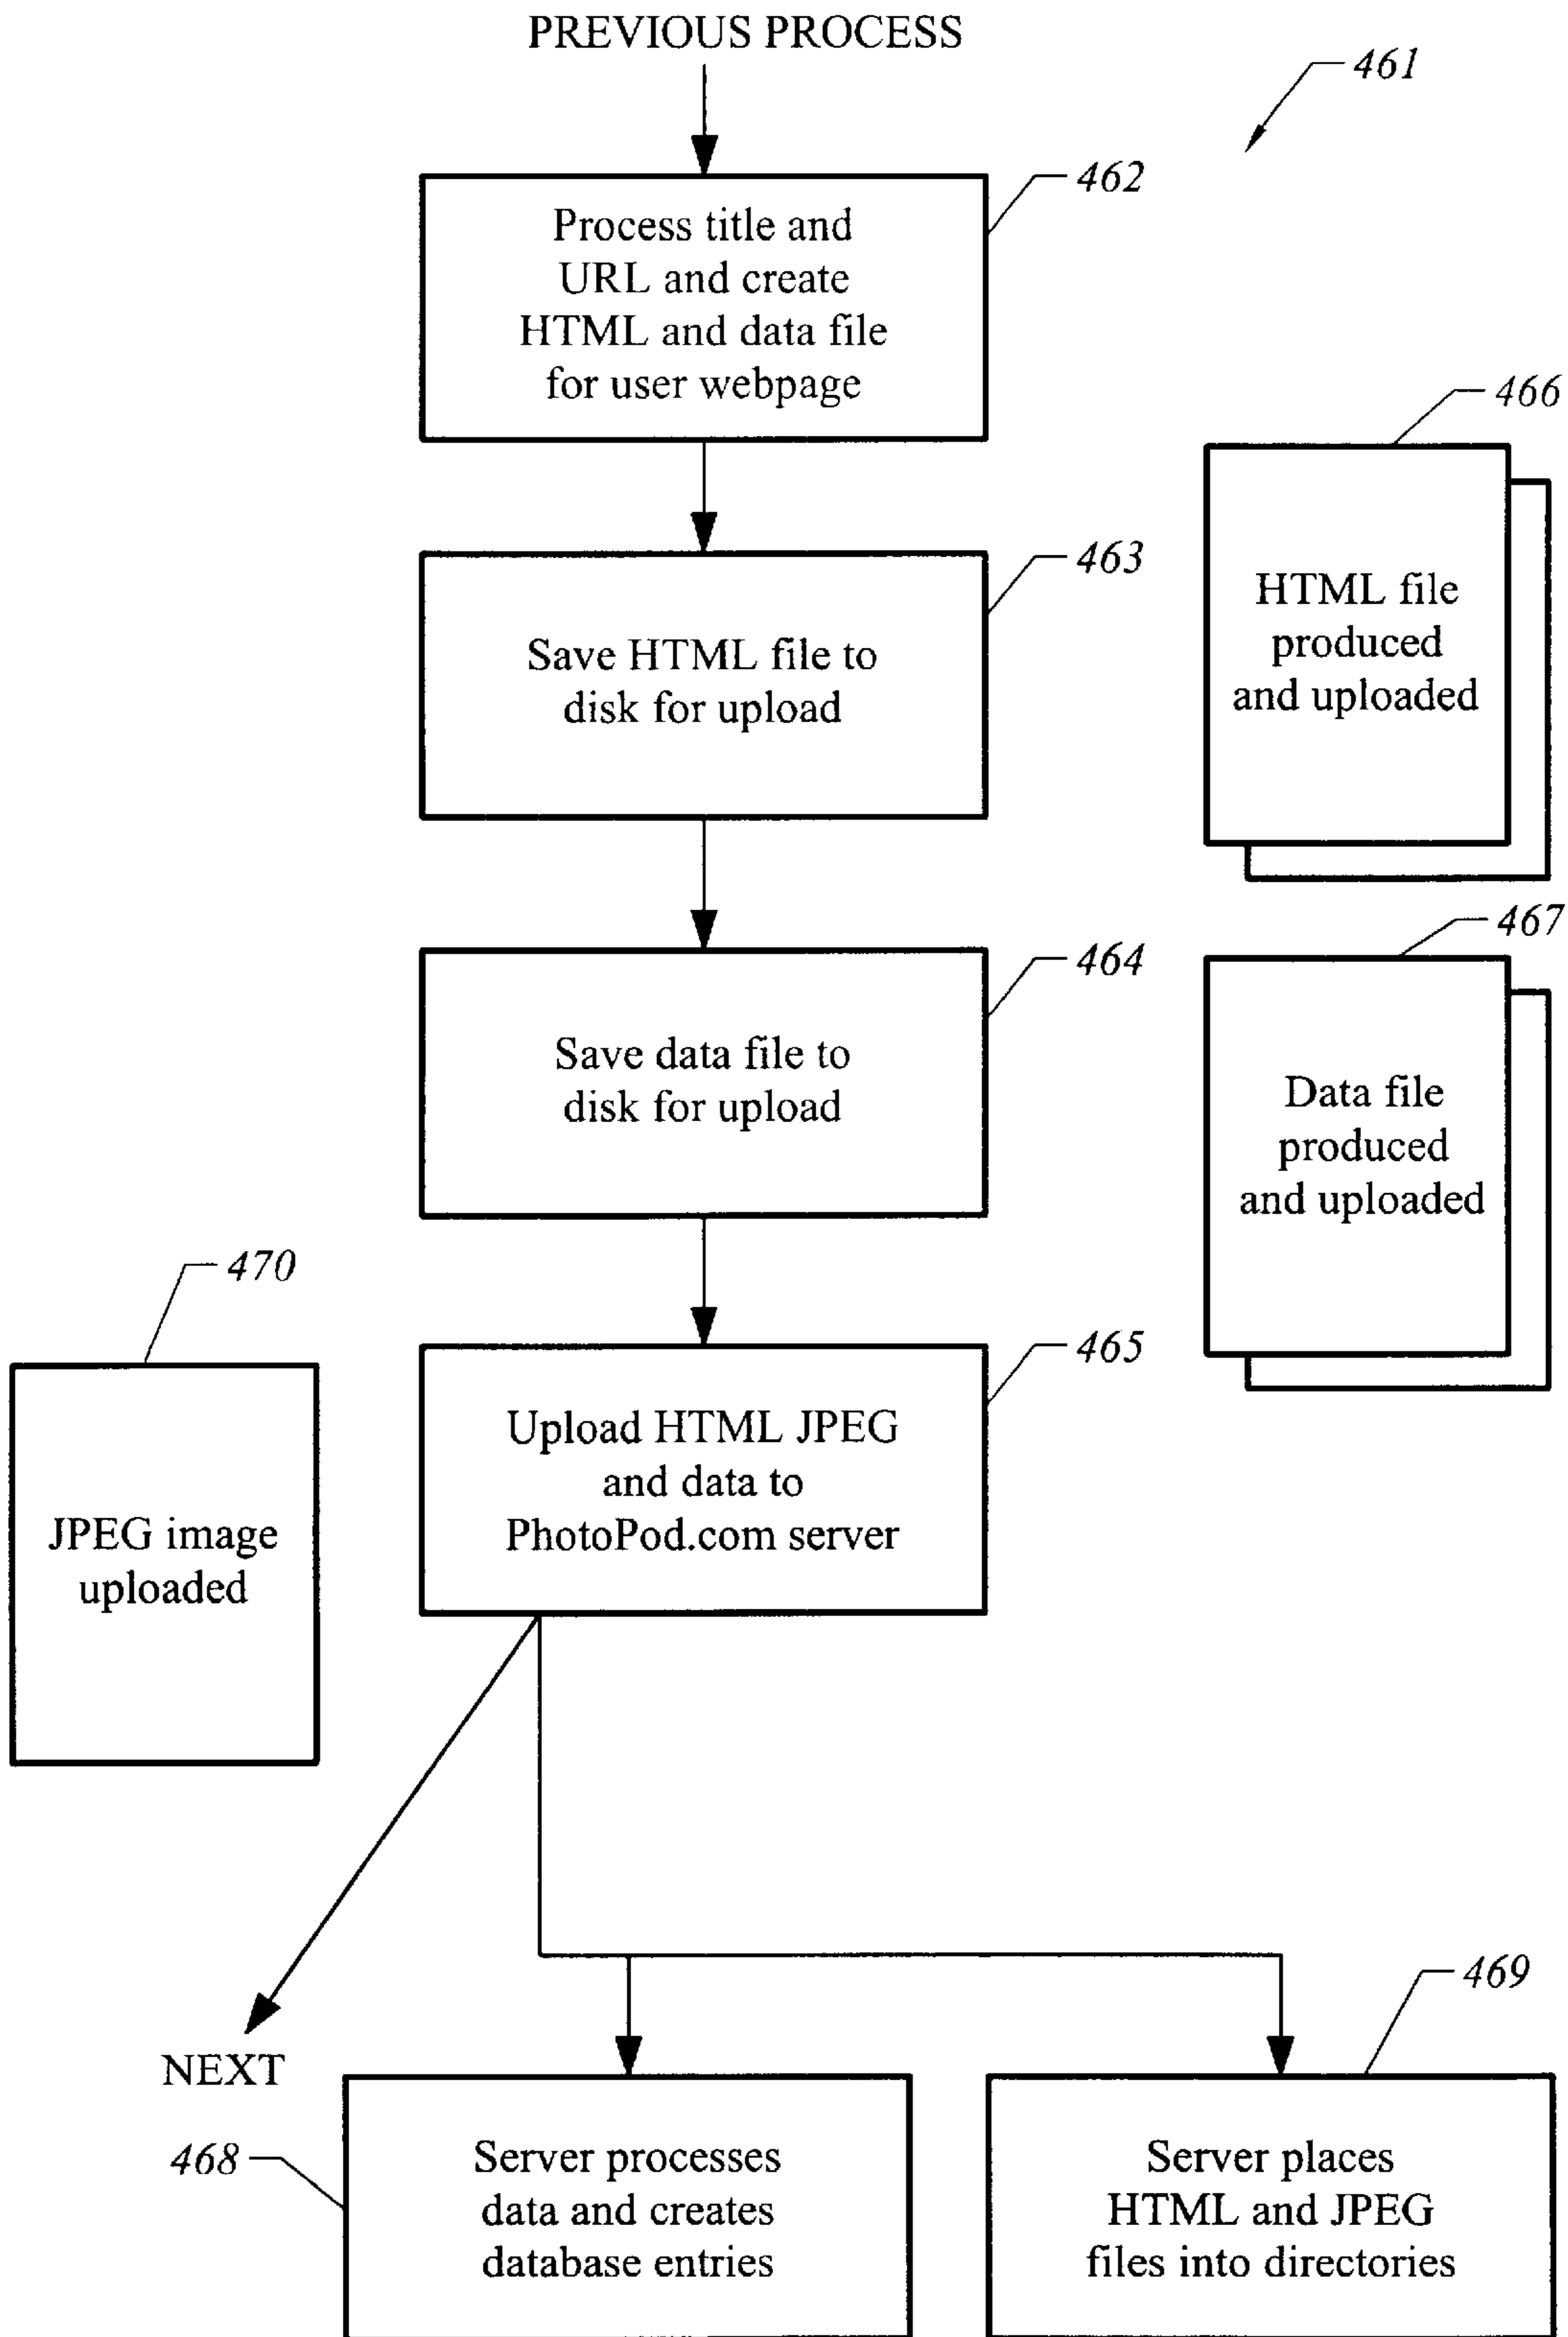 PREVIOUS PROCESS
461
462
Process title and
URL and create
HTML and data file
for user webpage
466
HTML file
produced
and uploaded
463
Save HTML file to
disk for upload
467
Data file
produced
and uploaded
464
Save data file to
disk for upload
470
JPEG image
uploaded
465
Upload HTML JPEG
and data to
PhotoPod.com server
NEXT
468
Server processes
data and creates
database entries
469
Server places
HTML and JPEG
files into directories